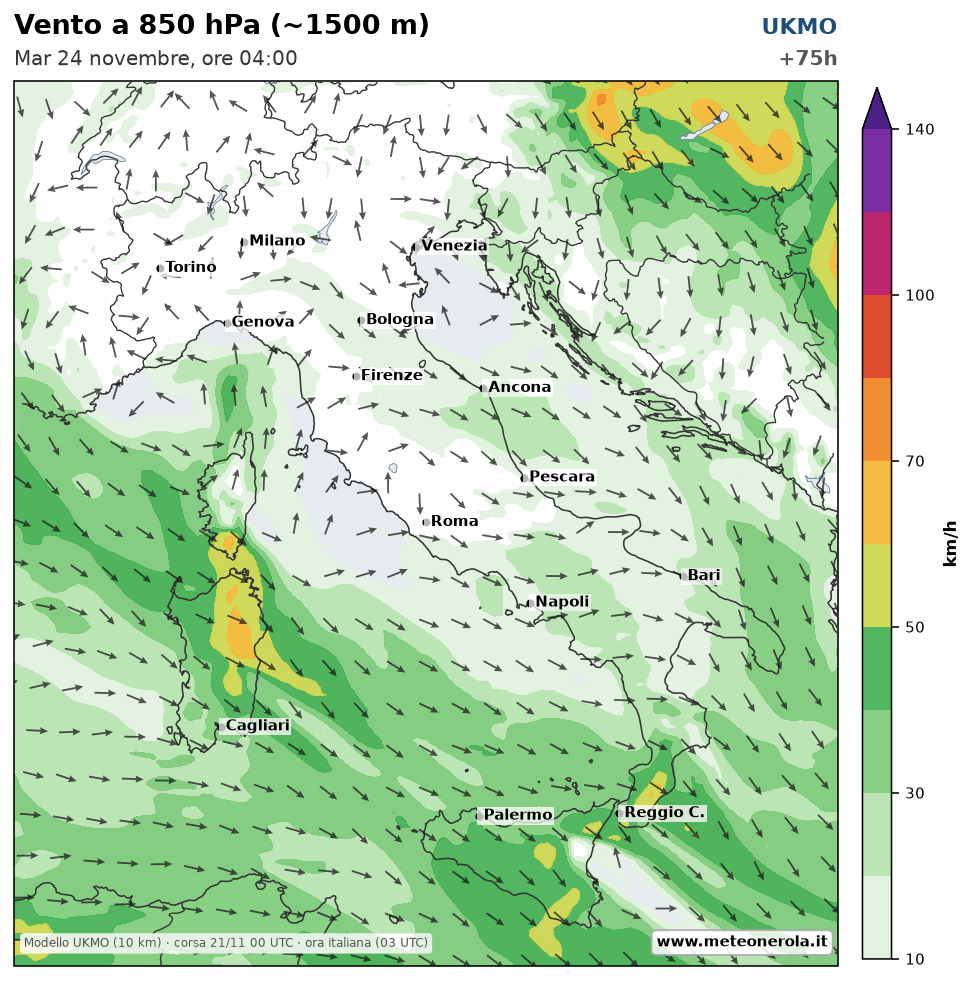 Vento a 850 hPa (~1500 m)
UKMO
Mar 24 novembre, ore 04:00
+75h
140
100
70
50
30
10
km/h
Milano
Venezia
Torino
Genova
Bologna
Firenze
Ancona
Pescara
Roma
Bari
Napoli
Cagliari
Palermo
Reggio C.
Modello UKMO (10 km) · corsa 21/11 00 UTC · ora italiana (03 UTC)
www.meteonerola.it